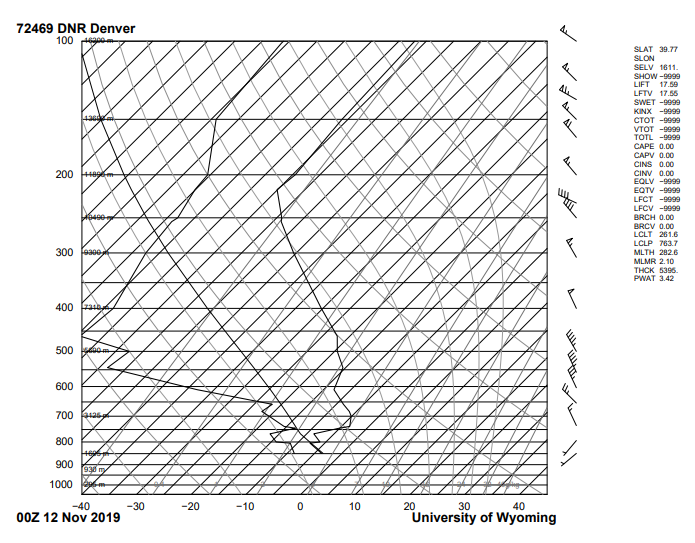 72469 DNR Denver
100
16200 m
13650 m
200
11890 m
10490 m
300
9300 m
400
7310 m
500
5690 m
600
700
3125 m
800
900
930 m
1000
−40 −30 −20 −10 0 10 20 30 40
00Z 12 Nov 2019
University of Wyoming
SLAT 39.77
SLON
SELV 1611.
SHOW −9999
LIFT 17.59
LFTV 17.55
SWET −9999
KINX −9999
CTOT −9999
VTOT −9999
TOTL −9999
CAPE 0.00
CAPV 0.00
CINS 0.00
CINV 0.00
EQLV −9999
EQTV −9999
LFCT −9999
LFCV −9999
BRCH 0.00
BRCV 0.00
LCLT 261.6
LCLP 763.7
MLTH 282.6
MLMR 2.10
THCK 5395.
PWAT 3.42